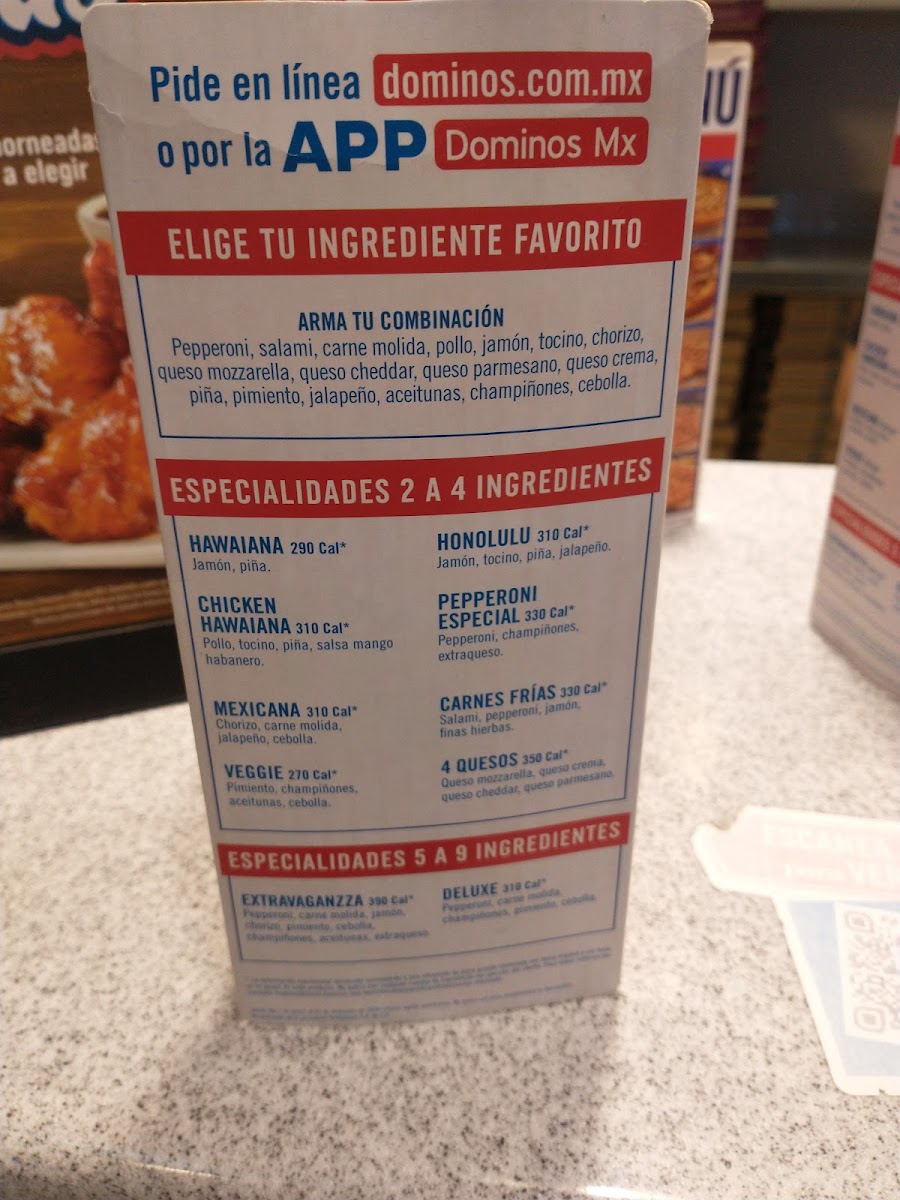 Pide en línea dominos.com.mx
o por la APP Dominos Mx
orneadas
a elegir
NÚ
ELIGE TU INGREDIENTE FAVORITO
ARMA TU COMBINACIÓN
Pepperoni, salami, carne molida, pollo, jamón, tocino, chorizo,
queso mozzarella, queso cheddar, queso parmesano, queso crema,
piña, pimiento, jalapeño, aceitunas, champiñones, cebolla.
ESPECIALIDADES 2 A 4 INGREDIENTES
HAWAIANA 290 Cal*
Jamón, piña.
CHICKEN
HAWAIANA 310 Cal*
Pollo, tocino, piña, salsa mango
habanero.
MEXICANA 310 Cal*
Chorizo, carne molida,
jalapeño, cebolla.
VEGGIE 270 Cal*
Pimiento, champiñones,
aceitunas, cebolla.
HONOLULU 310 Cal*
Jamón, tocino, piña, jalapeño.
PEPPERONI
ESPECIAL 330 Cal*
Pepperoni, champiñones,
extraqueso.
CARNES FRÍAS 330 Cal*
Salami, pepperoni, jamón,
finas hierbas.
4 QUESOS 350 Cal*
Queso mozzarella, queso crema,
queso cheddar, queso parmesano.
ESPECIALIDADES 5 A 9 INGREDIENTES
EXTRAVAGANZZA 390 Cal*
Pepperoni, carne molida, jamón,
chorizo, pimiento, cebolla,
champiñones, aceitunas, extraqueso
DELUXE 310 Cal*
Pepperoni, carne molida,
champiñones, pimiento, cebolla.